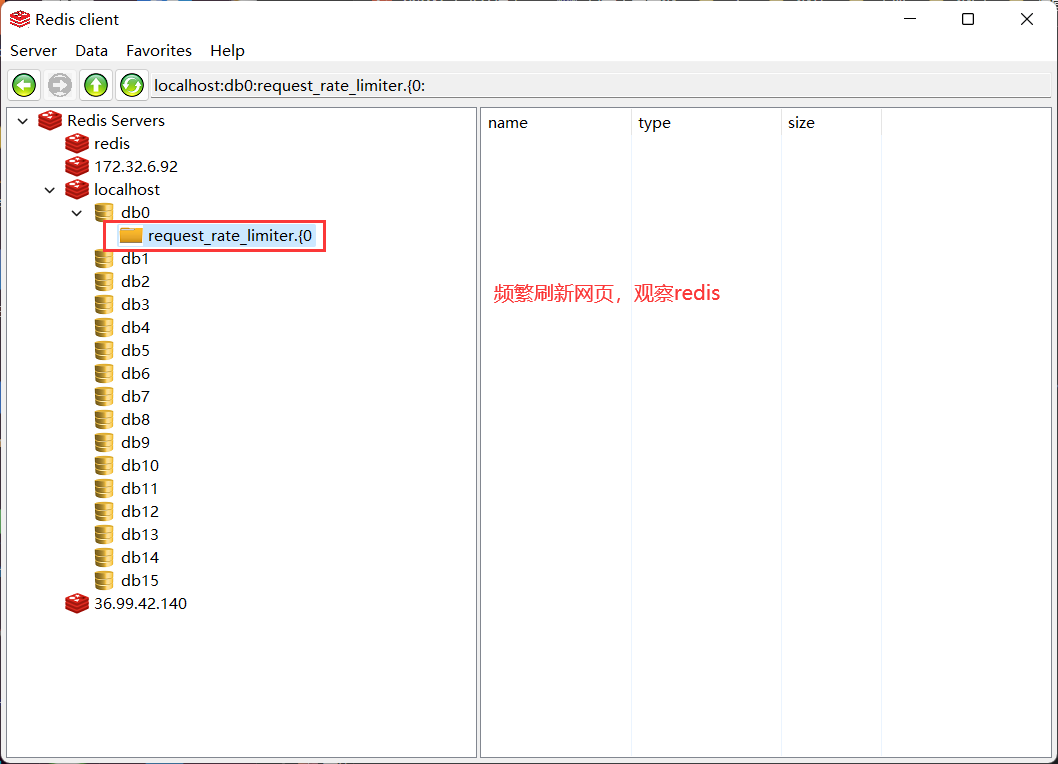 Redis client
Server Data Favorites Help
localhost:db0:request_rate_limiter.{0:
Redis Servers
redis
172.32.6.92
localhost
db0
request_rate_limiter.{0
db1
db2
db3
db4
db5
db6
db7
db8
db9
db10
db11
db12
db13
db14
db15
36.99.42.140
name type size
频繁刷新网页，观察redis